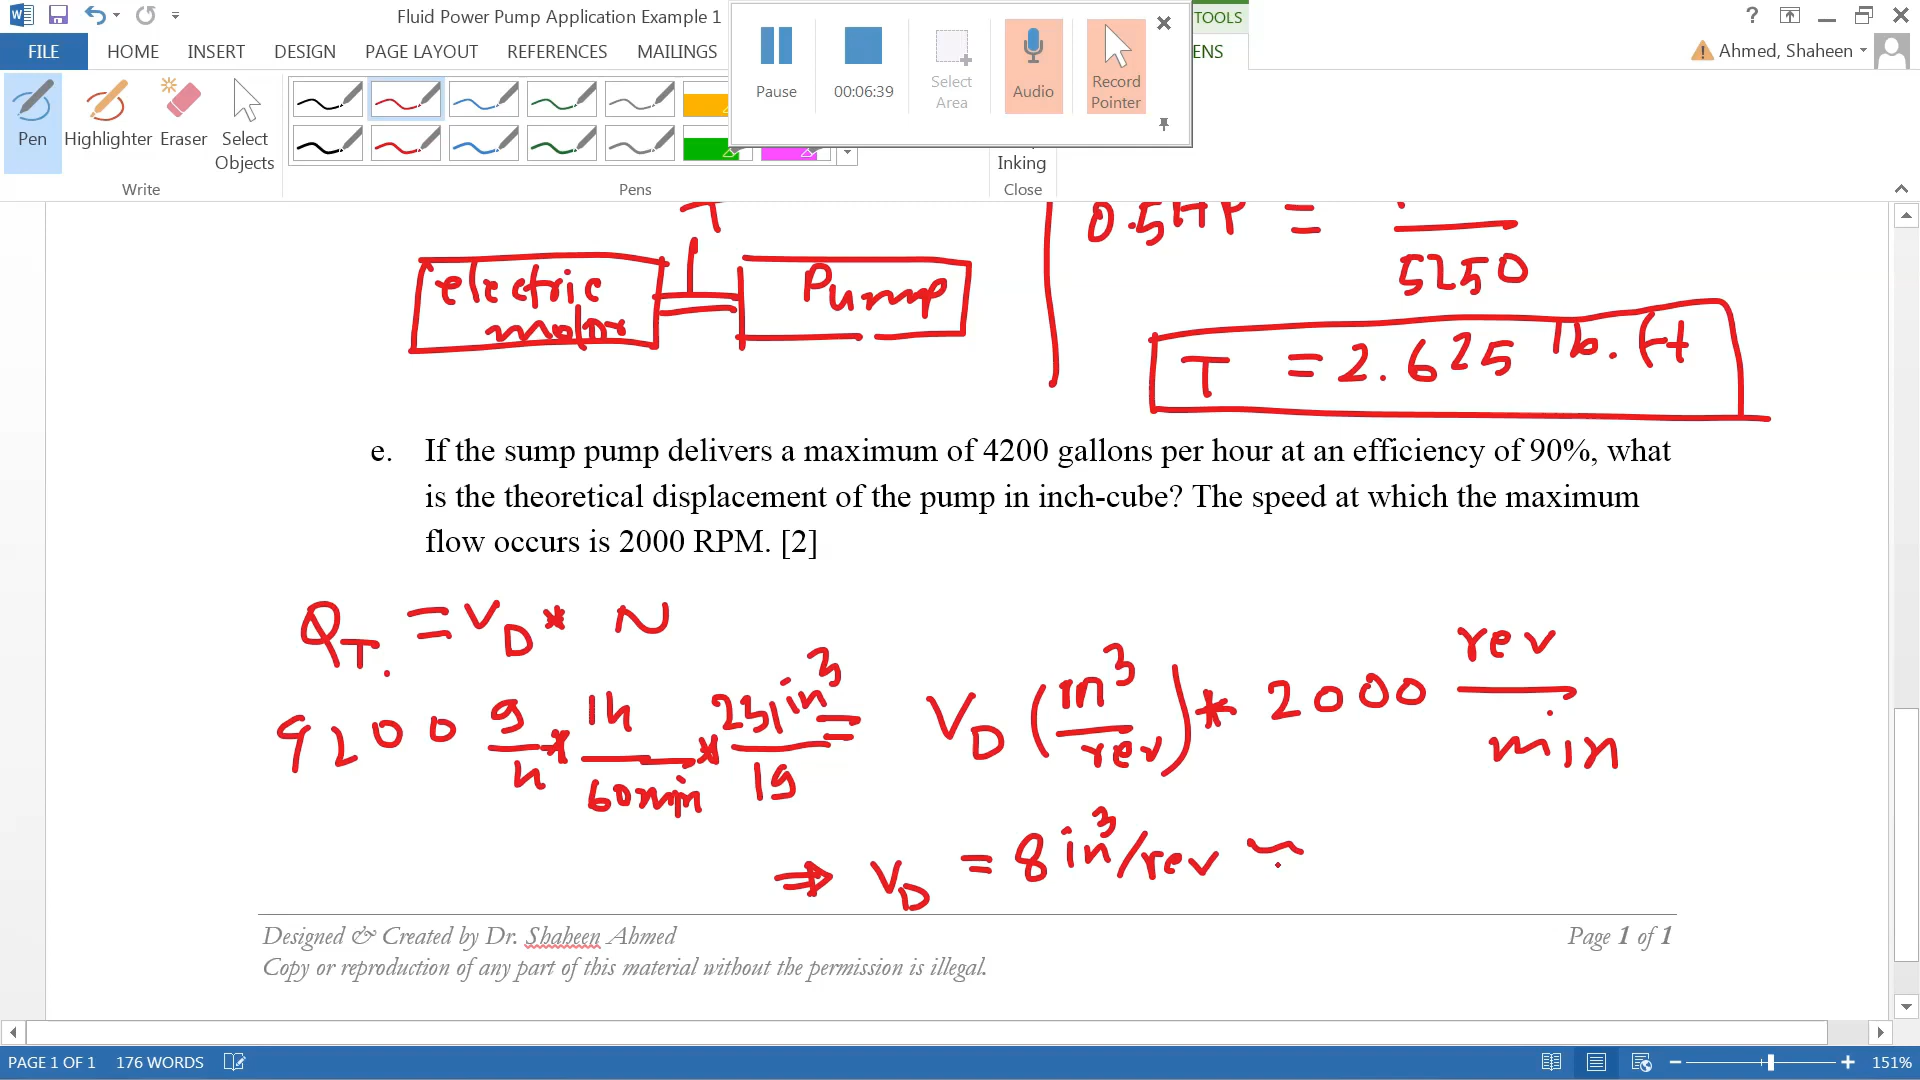 Fluid Power Pump Application Example 1
TOOLS
?
FILE
HOME
INSERT
DESIGN
PAGE LAYOUT
REFERENCES
MAILINGS
ENS
Ahmed, Shaheen
Pause
00:06:39
Select
Area
Audio
Record
Pointer
Pen
Highlighter
Eraser
Select
Objects
Inking
Write
Pens
Close
T
0.5HP =
5250
electric
motor
Pump
T = 2.625 lb.ft
e. If the sump pump delivers a maximum of 4200 gallons per hour at an efficiency of 90%, what
is the theoretical displacement of the pump in inch-cube? The speed at which the maximum
flow occurs is 2000 RPM. [2]
QT. = VD * N
4200 g/h * 1h/60min * 231in³/1g = VD (in³/rev) * 2000 rev/min
⇒ VD = 8 in³/rev
Designed & Created by Dr. Shaheen Ahmed
Page 1 of 1
Copy or reproduction of any part of this material without the permission is illegal.
PAGE 1 OF 1
176 WORDS
151%